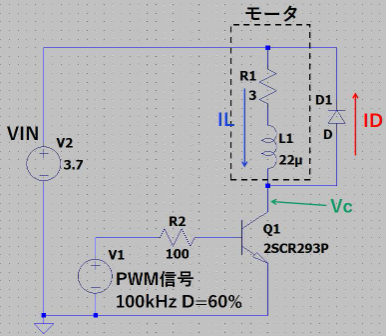 モータ
R1
3
D1
ID
IL
VIN
V2
3.7
L1
22μ
D
Vc
R2
100
Q1
2SCR293P
V1
PWM信号
100kHz D=60%